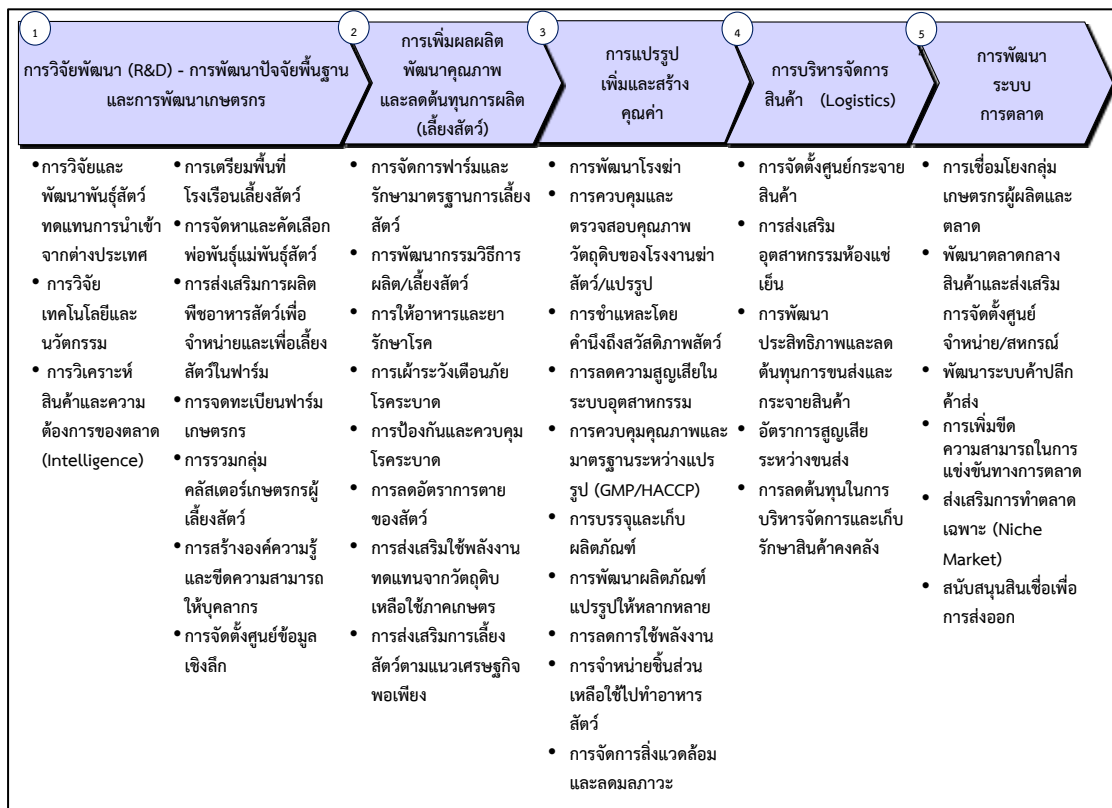 1
การวิจัยพัฒนา (R&D) - การพัฒนาปัจจัยพื้นฐาน
และการพัฒนาเกษตรกร
2
การเพิ่มผลผลิต
พัฒนาคุณภาพ
และลดต้นทุนการผลิต
(เลี้ยงสัตว์)
3
การแปรรูป
เพิ่มและสร้าง
คุณค่า
4
การบริหารจัดการ
สินค้า (Logistics)
5
การพัฒนา
ระบบ
การตลาด
•การวิจัยและ
พัฒนาพันธุ์สัตว์
ทดแทนการนำเข้า
จากต่างประเทศ
• การวิจัย
เทคโนโลยีและ
นวัตกรรม
• การวิเคราะห์
สินค้าและความ
ต้องการของตลาด
(Intelligence)
•การเตรียมพื้นที่
โรงเรือนเลี้ยงสัตว์
•การจัดหาและคัดเลือก
พ่อพันธุ์แม่พันธุ์สัตว์
•การส่งเสริมการผลิต
พืชอาหารสัตว์เพื่อ
จำหน่ายและเพื่อเลี้ยง
สัตว์ในฟาร์ม
•การจดทะเบียนฟาร์ม
เกษตรกร
•การรวมกลุ่ม
คลัสเตอร์เกษตรกรผู้
เลี้ยงสัตว์
•การสร้างองค์ความรู้
และขีดความสามารถ
ให้บุคลากร
•การจัดตั้งศูนย์ข้อมูล
เชิงลึก
• การจัดการฟาร์มและ
รักษามาตรฐานการเลี้ยง
สัตว์
• การพัฒนากรรมวิธีการ
ผลิต/เลี้ยงสัตว์
• การให้อาหารและยา
รักษาโรค
• การเฝ้าระวังเตือนภัย
โรคระบาด
• การป้องกันและควบคุม
โรคระบาด
• การลดอัตราการตาย
ของสัตว์
• การส่งเสริมใช้พลังงาน
ทดแทนจากวัตถุดิบ
เหลือใช้ภาคเกษตร
• การส่งเสริมการเลี้ยง
สัตว์ตามแนวเศรษฐกิจ
พอเพียง
• การพัฒนาโรงฆ่า
• การควบคุมและ
ตรวจสอบคุณภาพ
วัตถุดิบของโรงงานฆ่า
สัตว์/แปรรูป
• การชำแหละโดย
คำนึงถึงสวัสดิภาพสัตว์
• การลดความสูญเสียใน
ระบบอุตสาหกรรม
• การควบคุมคุณภาพและ
มาตรฐานระหว่างแปร
รูป (GMP/HACCP)
• การบรรจุและเก็บ
ผลิตภัณฑ์
• การพัฒนาผลิตภัณฑ์
แปรรูปให้หลากหลาย
• การลดการใช้พลังงาน
• การจำหน่ายชิ้นส่วน
เหลือใช้ไปทำอาหาร
สัตว์
• การจัดการสิ่งแวดล้อม
และลดมลภาวะ
• การจัดตั้งศูนย์กระจาย
สินค้า
• การส่งเสริม
อุตสาหกรรมห้องแช่
เย็น
• การพัฒนา
ประสิทธิภาพและลด
ต้นทุนการขนส่งและ
กระจายสินค้า
• อัตราการสูญเสีย
ระหว่างขนส่ง
• การลดต้นทุนในการ
บริหารจัดการและเก็บ
รักษาสินค้าคงคลัง
• การเชื่อมโยงกลุ่ม
เกษตรกรผู้ผลิตและ
ตลาด
• พัฒนาตลาดกลาง
สินค้าและส่งเสริม
การจัดตั้งศูนย์
จำหน่าย/สหกรณ์
• พัฒนาระบบค้าปลีก
ค้าส่ง
• การเพิ่มขีด
ความสามารถในการ
แข่งขันทางการตลาด
• ส่งเสริมการทำตลาด
เฉพาะ (Niche
Market)
• สนับสนุนสินเชื่อเพื่อ
การส่งออก